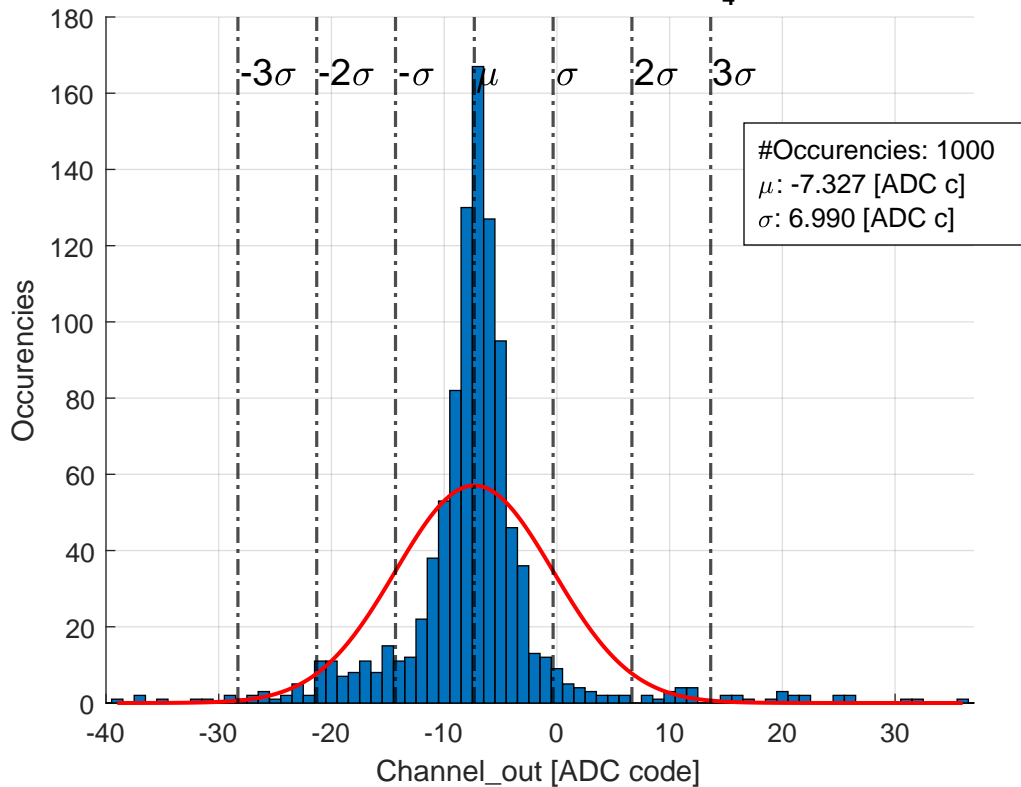 4
180
160
140
120
100
80
60
40
20
0
-3σ -2σ -σ μ σ 2σ 3σ
#Occurencies: 1000
μ: -7.327 [ADC c]
σ: 6.990 [ADC c]
Occurencies
-40 -30 -20 -10 0 10 20 30
Channel_out [ADC code]